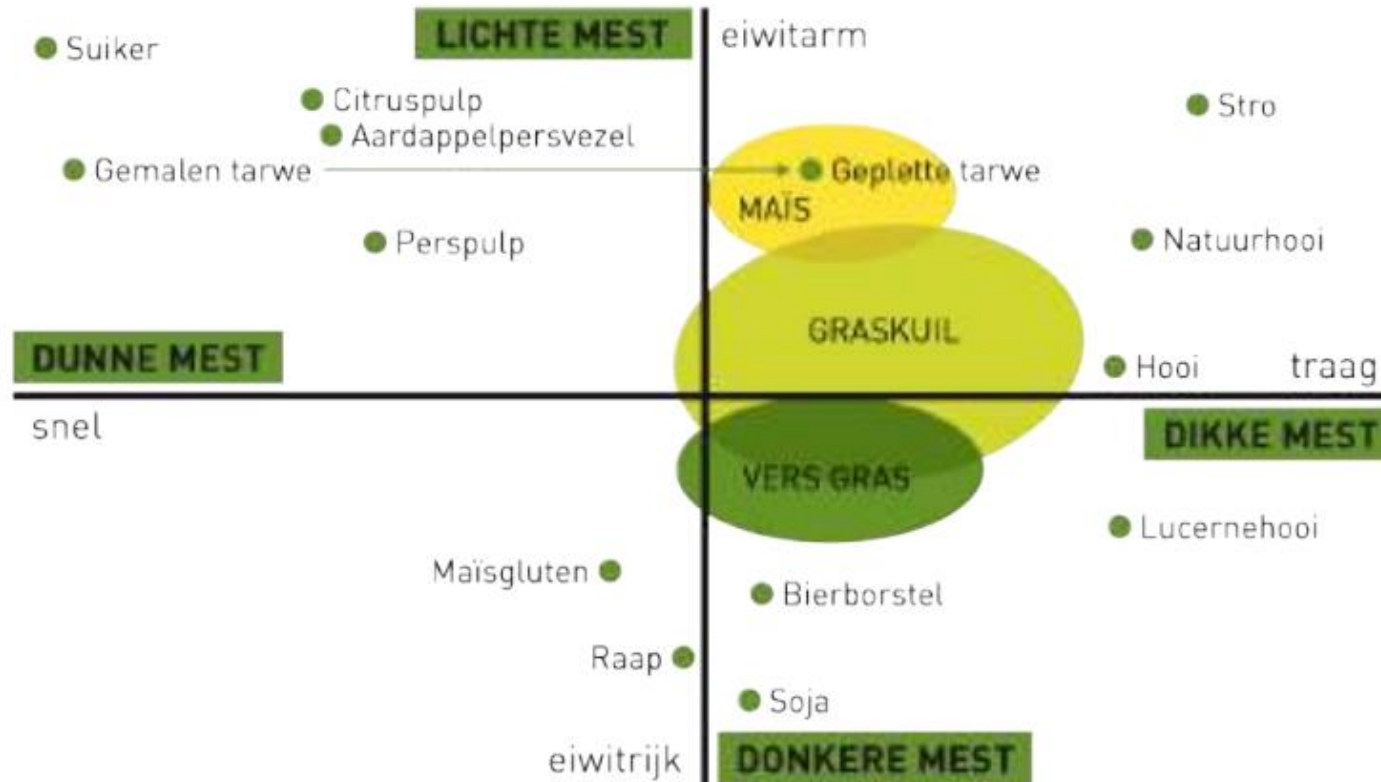 LICHTE MEST
eiwitarm
Suiker
Citruspulp
Stro
Aardappelpersvezel
Gemalen tarwe
Geplette tarwe
MAÏS
Perspulp
Natuurhooi
GRASKUIL
DUNNE MEST
Hooi
traag
snel
DIKKE MEST
VERS GRAS
Lucernehooi
Maïsgluten
Bierborstel
Raap
Soja
eiwitrijk
DONKERE MEST